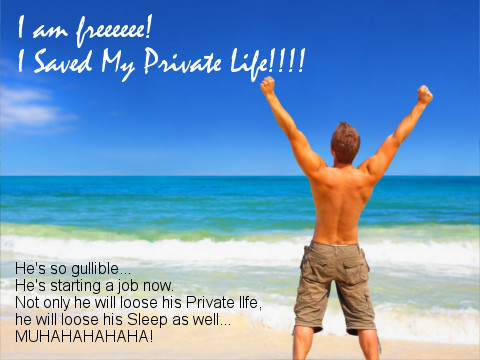 I am freeeeee!
I Saved My Private Life!!!!
He's so gullible...
He's starting a job now.
Not only he will loose his Private lIfe,
he will loose his Sleep as well...
MUHAHAHAHAHA!